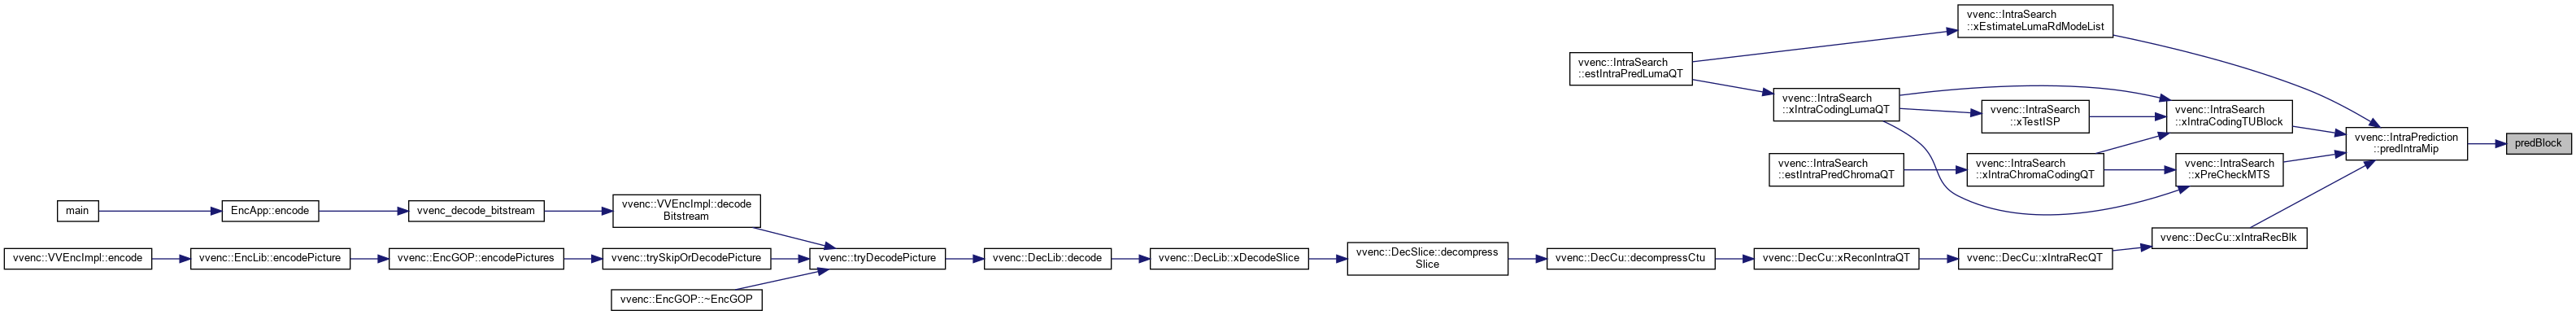 vvenc::IntraSearch
::xEstimateLumaRdModeList
vvenc::IntraSearch
::estIntraPredLumaQT
vvenc::IntraSearch
::xIntraCodingLumaQT
vvenc::IntraSearch
::xTestISP
vvenc::IntraSearch
::xIntraCodingTUBlock
vvenc::IntraPrediction
::predIntraMip
predBlock
vvenc::IntraSearch
::estIntraPredChromaQT
vvenc::IntraSearch
::xIntraChromaCodingQT
vvenc::IntraSearch
::xPreCheckMTS
main
EncApp::encode
vvenc_decode_bitstream
vvenc::VVEncImpl::decode
Bitstream
vvenc::DecCu::xIntraRecBlk
vvenc::VVEncImpl::encode
vvenc::EncLib::encodePicture
vvenc::EncGOP::encodePictures
vvenc::trySkipOrDecodePicture
vvenc::tryDecodePicture
vvenc::DecLib::decode
vvenc::DecLib::xDecodeSlice
vvenc::DecSlice::decompress
Slice
vvenc::DecCu::decompressCtu
vvenc::DecCu::xReconIntraQT
vvenc::DecCu::xIntraRecQT
vvenc::EncGOP::~EncGOP